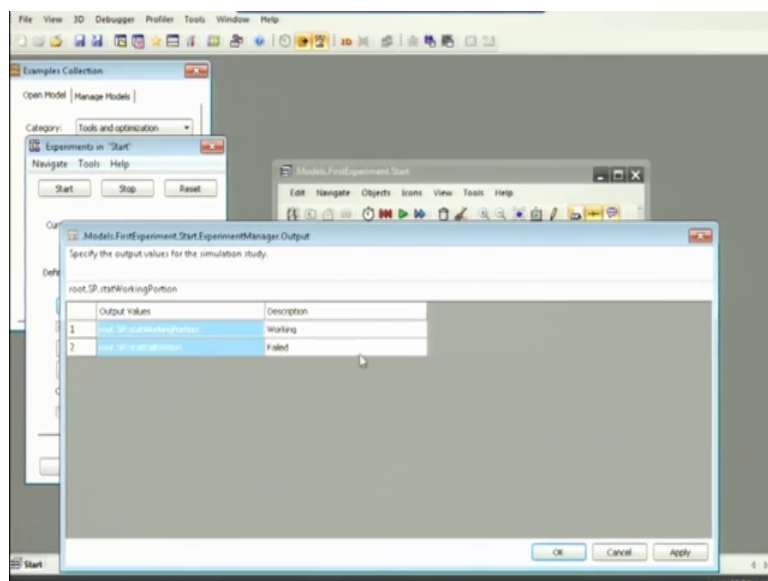 File View 3D Debugger Profiler Tools Window Help
Examples Collection
Open Model Manage Models
Category: Tools and optimization
Experiments in "Start"
Navigate Tools Help
Start Stop Reset
.Models.FirstExperiment.Start
Edit Navigate Objects Icons View Tools Help
.Models.FirstExperiment.Start.ExperimentManager.Output
Specify the output values for the simulation study.
root.SP.statWorkingPortion
Output Values Description
1 root.SP.statWorkingPortion Working
2 Failed
OK Cancel Apply
Start